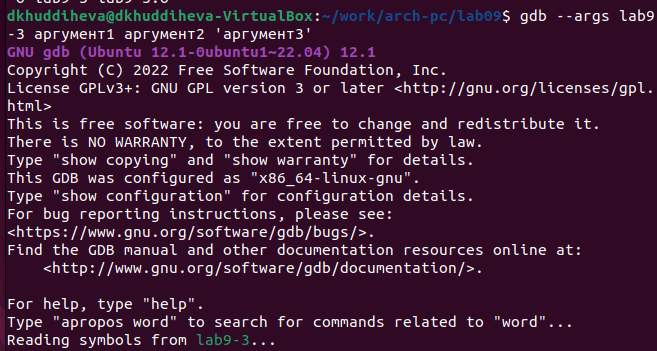 dkhuddiheva@dkhuddiheva-VirtualBox:~/work/arch-pc/lab09$ gdb --args lab9
-3 аргумент1 аргумент2 'аргумент3'
GNU gdb (Ubuntu 12.1-0ubuntu1~22.04) 12.1
Copyright (C) 2022 Free Software Foundation, Inc.
License GPLv3+: GNU GPL version 3 or later <http://gnu.org/licenses/gpl.
html>
This is free software: you are free to change and redistribute it.
There is NO WARRANTY, to the extent permitted by law.
Type "show copying" and "show warranty" for details.
This GDB was configured as "x86_64-linux-gnu".
Type "show configuration" for configuration details.
For bug reporting instructions, please see:
<https://www.gnu.org/software/gdb/bugs/>.
Find the GDB manual and other documentation resources online at:
    <http://www.gnu.org/software/gdb/documentation/>.

For help, type "help".
Type "apropos word" to search for commands related to "word"...
Reading symbols from lab9-3...